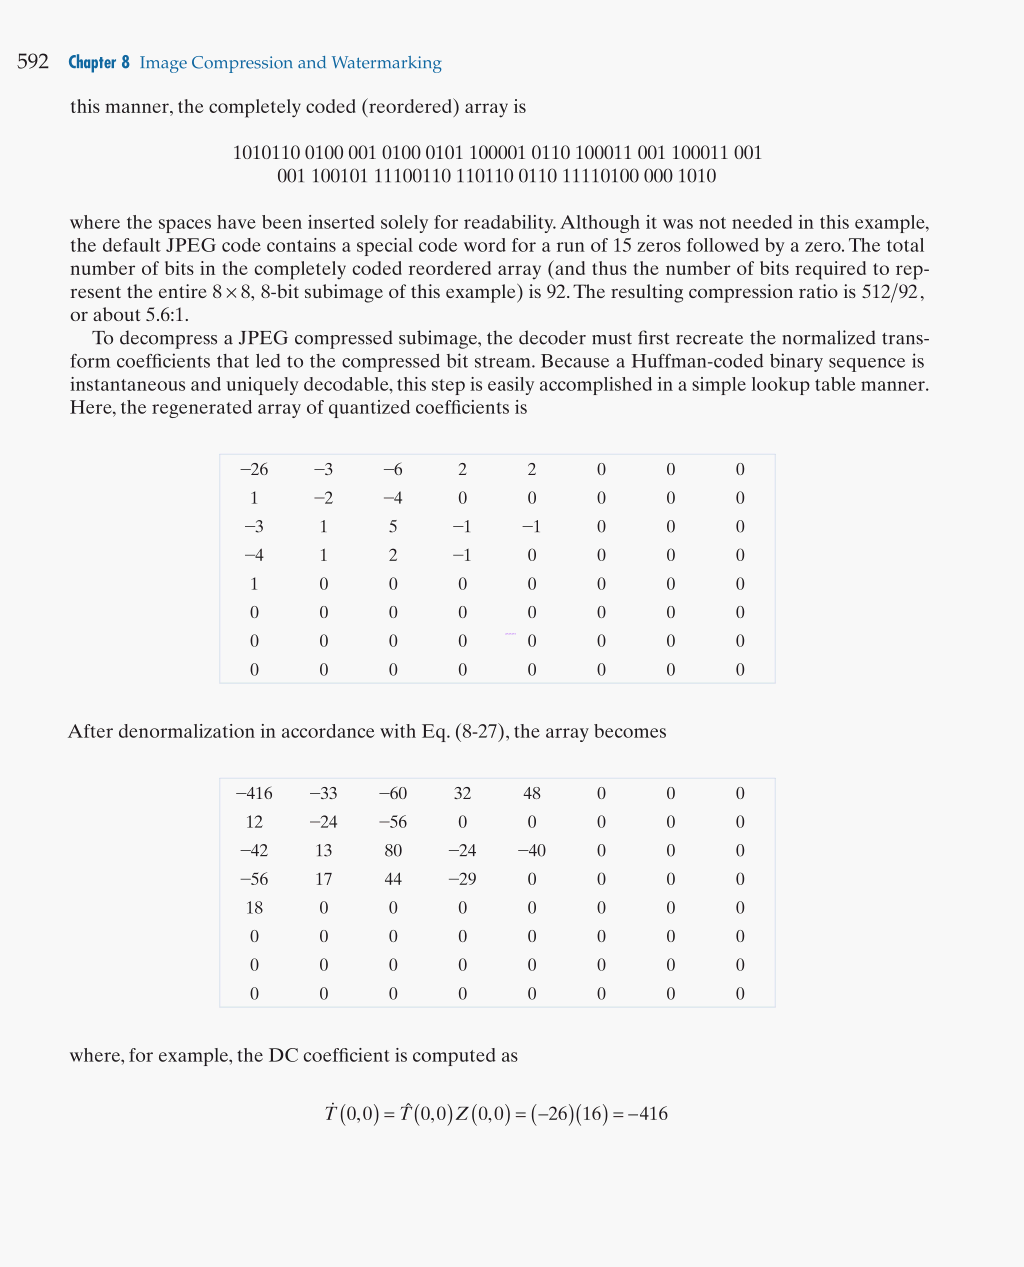 592 Chapter 8 Image Compression and Watermarking
this manner, the completely coded (reordered) array is
1010110 0100 001 0100 0101 100001 0110 100011 001 100011 001
001 100101 11100110 110110 0110 11110100 000 1010
where the spaces have been inserted solely for readability. Although it was not needed in this example,
the default JPEG code contains a special code word for a run of 15 zeros followed by a zero. The total
number of bits in the completely coded reordered array (and thus the number of bits required to rep-
resent the entire 8 × 8, 8-bit subimage of this example) is 92. The resulting compression ratio is 512/92,
or about 5.6:1.
To decompress a JPEG compressed subimage, the decoder must first recreate the normalized trans-
form coefficients that led to the compressed bit stream. Because a Huffman-coded binary sequence is
instantaneous and uniquely decodable, this step is easily accomplished in a simple lookup table manner.
Here, the regenerated array of quantized coefficients is
−26 −3 −6 2 2 0 0 0
1 −2 −4 0 0 0 0 0
−3 1 5 −1 −1 0 0 0
−4 1 2 −1 0 0 0 0
1 0 0 0 0 0 0 0
0 0 0 0 0 0 0 0
0 0 0 0 0 0 0 0
0 0 0 0 0 0 0 0
After denormalization in accordance with Eq. (8-27), the array becomes
−416 −33 −60 32 48 0 0 0
12 −24 −56 0 0 0 0 0
−42 13 80 −24 −40 0 0 0
−56 17 44 −29 0 0 0 0
18 0 0 0 0 0 0 0
0 0 0 0 0 0 0 0
0 0 0 0 0 0 0 0
0 0 0 0 0 0 0 0
where, for example, the DC coefficient is computed as
Ṫ(0,0) = T̂(0,0)Z(0,0) = (−26)(16) = −416